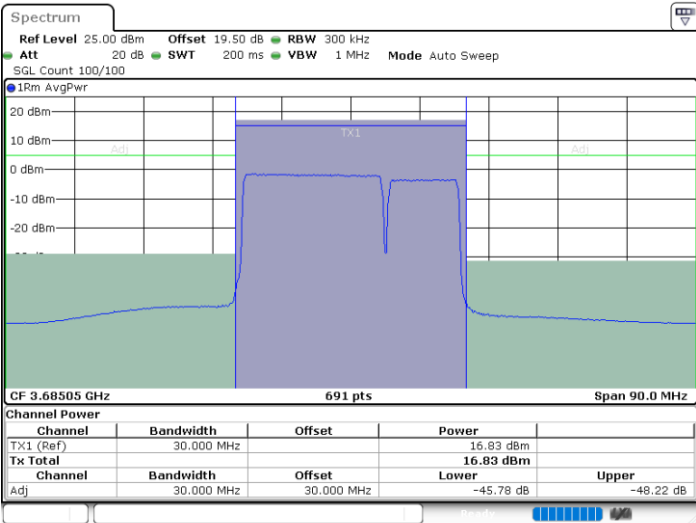 Spectrum
Ref Level 25.00 dBm Offset 19.50 dB RBW 300 kHz
Att 20 dB SWT 200 ms VBW 1 MHz Mode Auto Sweep
SGL Count 100/100
1Rm AvgPwr
20 dBm
TX1
10 dBm
Adj Adj
0 dBm
-10 dBm
-20 dBm
CF 3.68505 GHz 691 pts Span 90.0 MHz
Channel Power
Channel Bandwidth Offset Power
TX1 (Ref) 30.000 MHz 16.83 dBm
Tx Total 16.83 dBm
Channel Bandwidth Offset Lower Upper
Adj 30.000 MHz 30.000 MHz -45.78 dB -48.22 dB
Ready